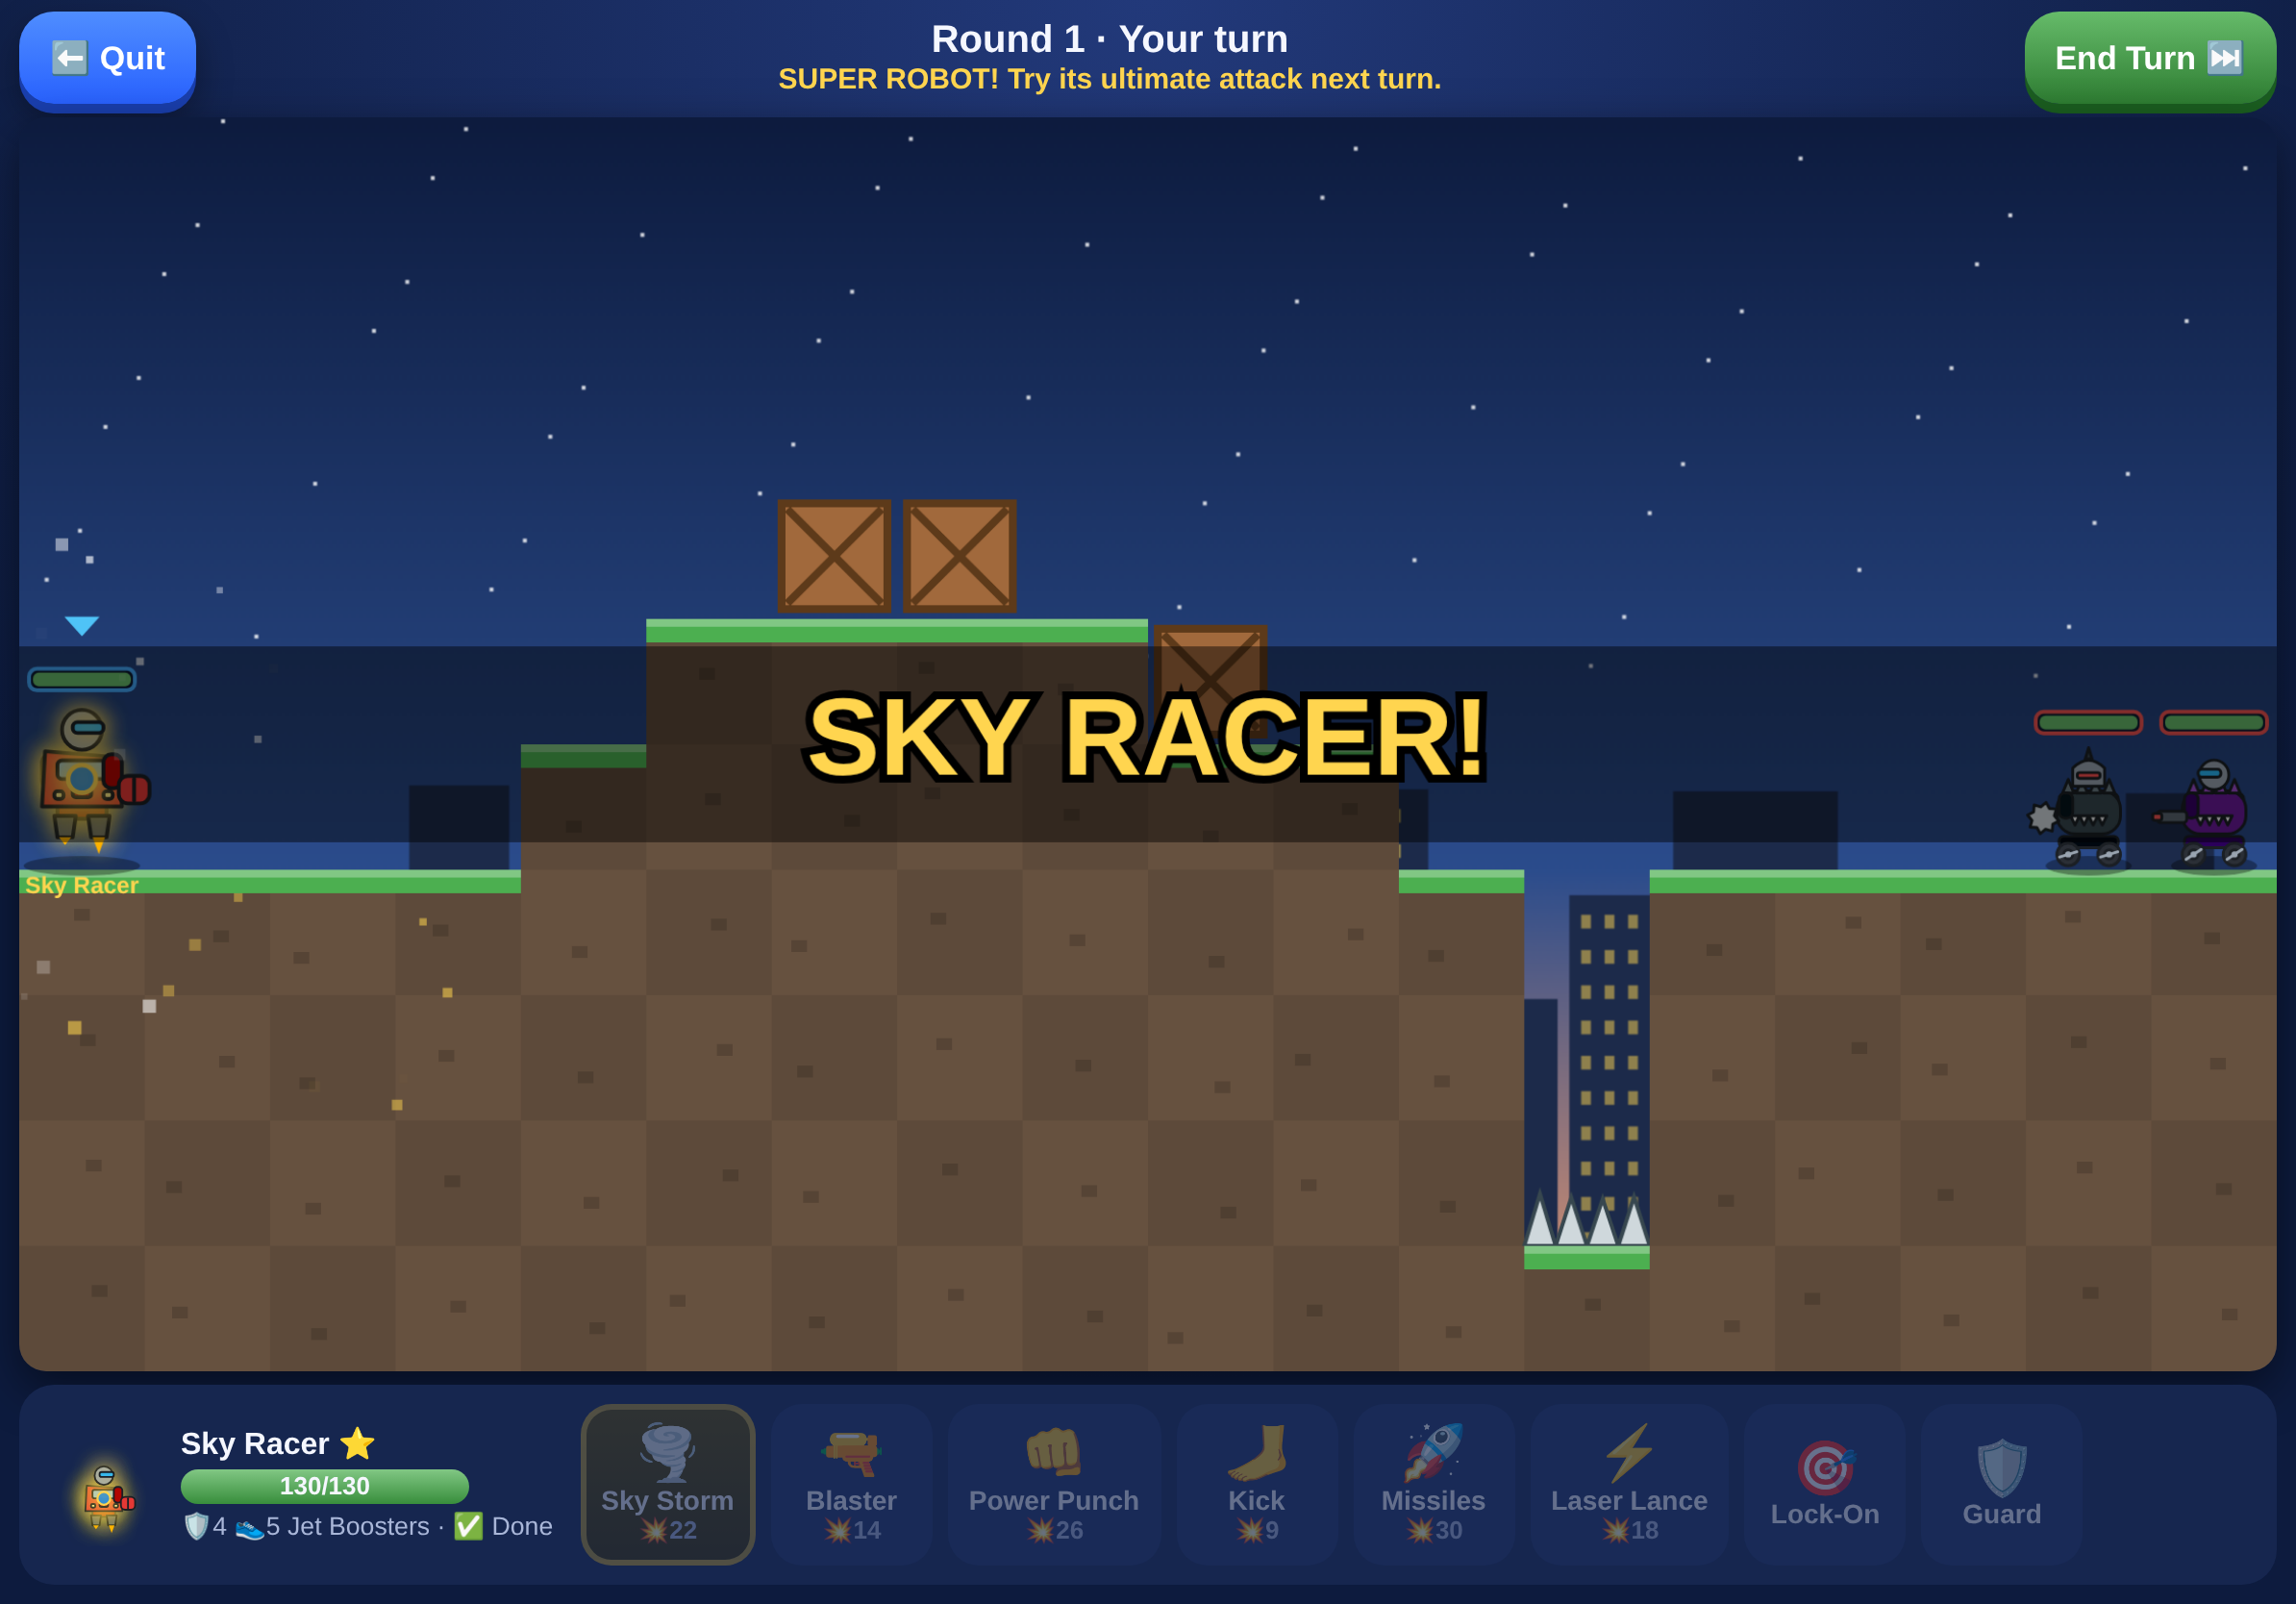 ⬅️ Quit
Round 1 · Your turn
SUPER ROBOT! Try its ultimate attack next turn.
End Turn ⏭️
SKY RACER!
Sky Racer
Sky Racer ⭐
130/130
🛡️4 👟5 Jet Boosters · ✅ Done
Sky Storm
💥22
Blaster
💥14
Power Punch
💥26
Kick
💥9
Missiles
💥30
Laser Lance
💥18
Lock-On
Guard